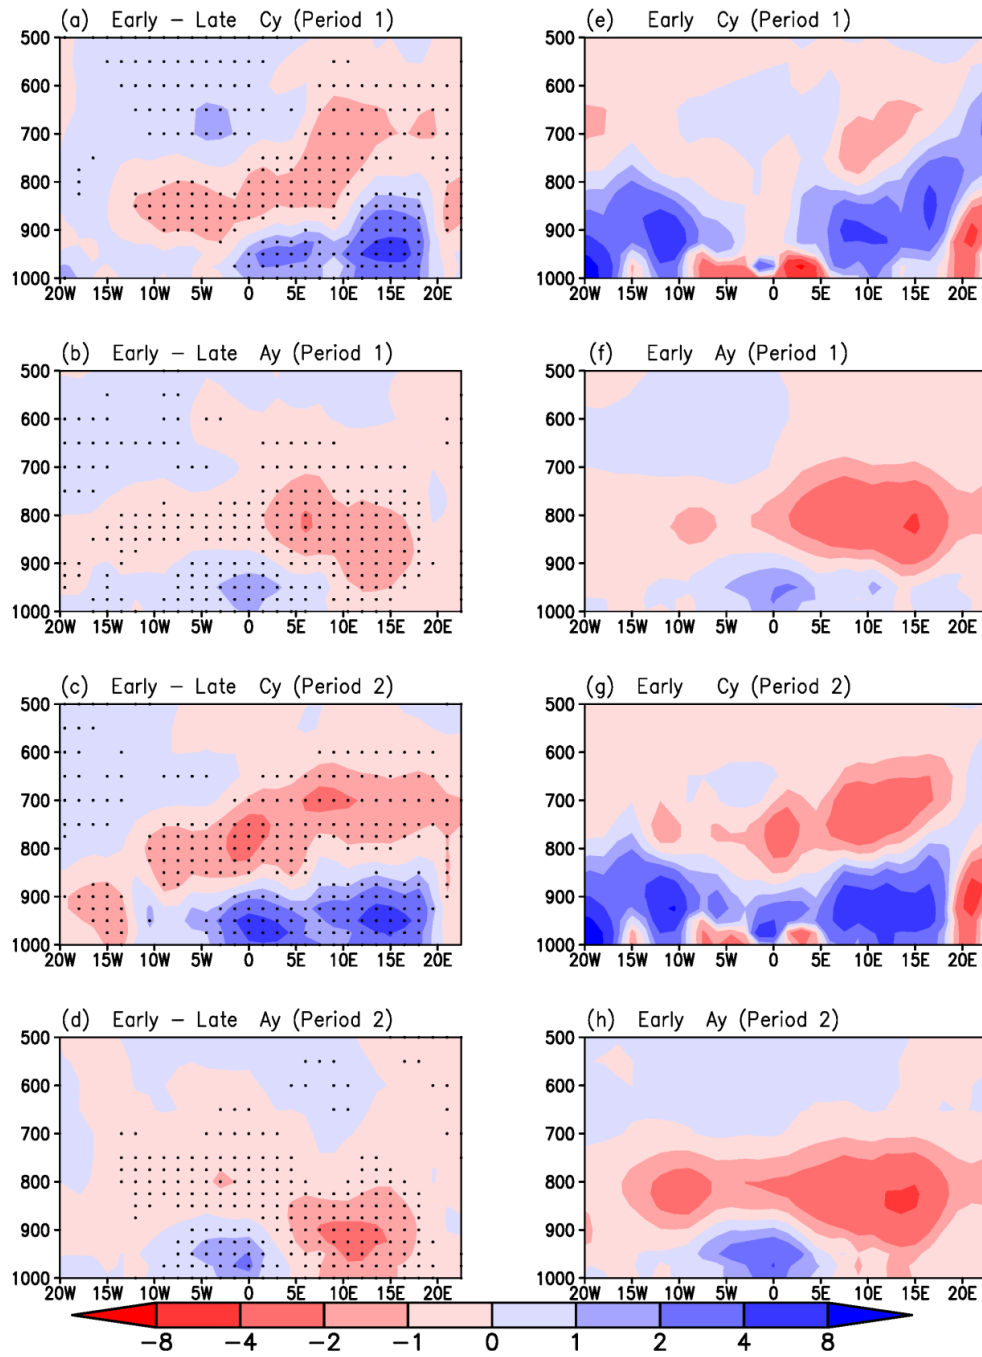 (a) Early – Late Cy (Period 1)
500
600
700
800
900
1000
20W 15W 10W 5W 0 5E 10E 15E 20E
(e) Early Cy (Period 1)
500
600
700
800
900
1000
20W 15W 10W 5W 0 5E 10E 15E 20E
(b) Early – Late Ay (Period 1)
500
600
700
800
900
1000
20W 15W 10W 5W 0 5E 10E 15E 20E
(f) Early Ay (Period 1)
500
600
700
800
900
1000
20W 15W 10W 5W 0 5E 10E 15E 20E
(c) Early – Late Cy (Period 2)
500
600
700
800
900
1000
20W 15W 10W 5W 0 5E 10E 15E 20E
(g) Early Cy (Period 2)
500
600
700
800
900
1000
20W 15W 10W 5W 0 5E 10E 15E 20E
(d) Early – Late Ay (Period 2)
500
600
700
800
900
1000
20W 15W 10W 5W 0 5E 10E 15E 20E
(h) Early Ay (Period 2)
500
600
700
800
900
1000
20W 15W 10W 5W 0 5E 10E 15E 20E
–8 –4 –2 –1 0 1 2 4 8